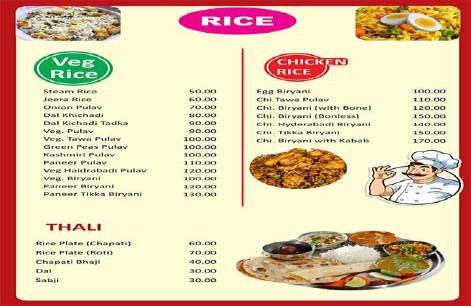 RICE
Veg
Rice
Steam Rice 50.00
Jeera Rice 60.00
Onion Pulav 70.00
Dal Khichadi 80.00
Dal Kichadi Tadka 90.00
Veg. Pulav 90.00
Veg. Tawa Pulav 100.00
Green Peas Pulav 100.00
Kashmiri Pulav 100.00
Paneer Pulav 110.00
Veg Haidrabadi Pulav 120.00
Veg. Biryani 100.00
Paneer Biryani 120.00
Paneer Tikka Biryani 130.00
CHICKEN
RICE
Egg Biryani 100.00
Chi Tawa Pulav 110.00
Chi. Biryani (with Bone) 120.00
Chi. Biryani (Bonless) 150.00
Chi. Hyderabadi Biryani 140.00
Chi. Tikka Biryani 150.00
Chi. Biryani with Kabab 170.00
THALI
Rice Plate (Chapati) 60.00
Rice Plate (Roti) 70.00
Chapati Bhaji 40.00
Dal 30.00
Sabji 30.00